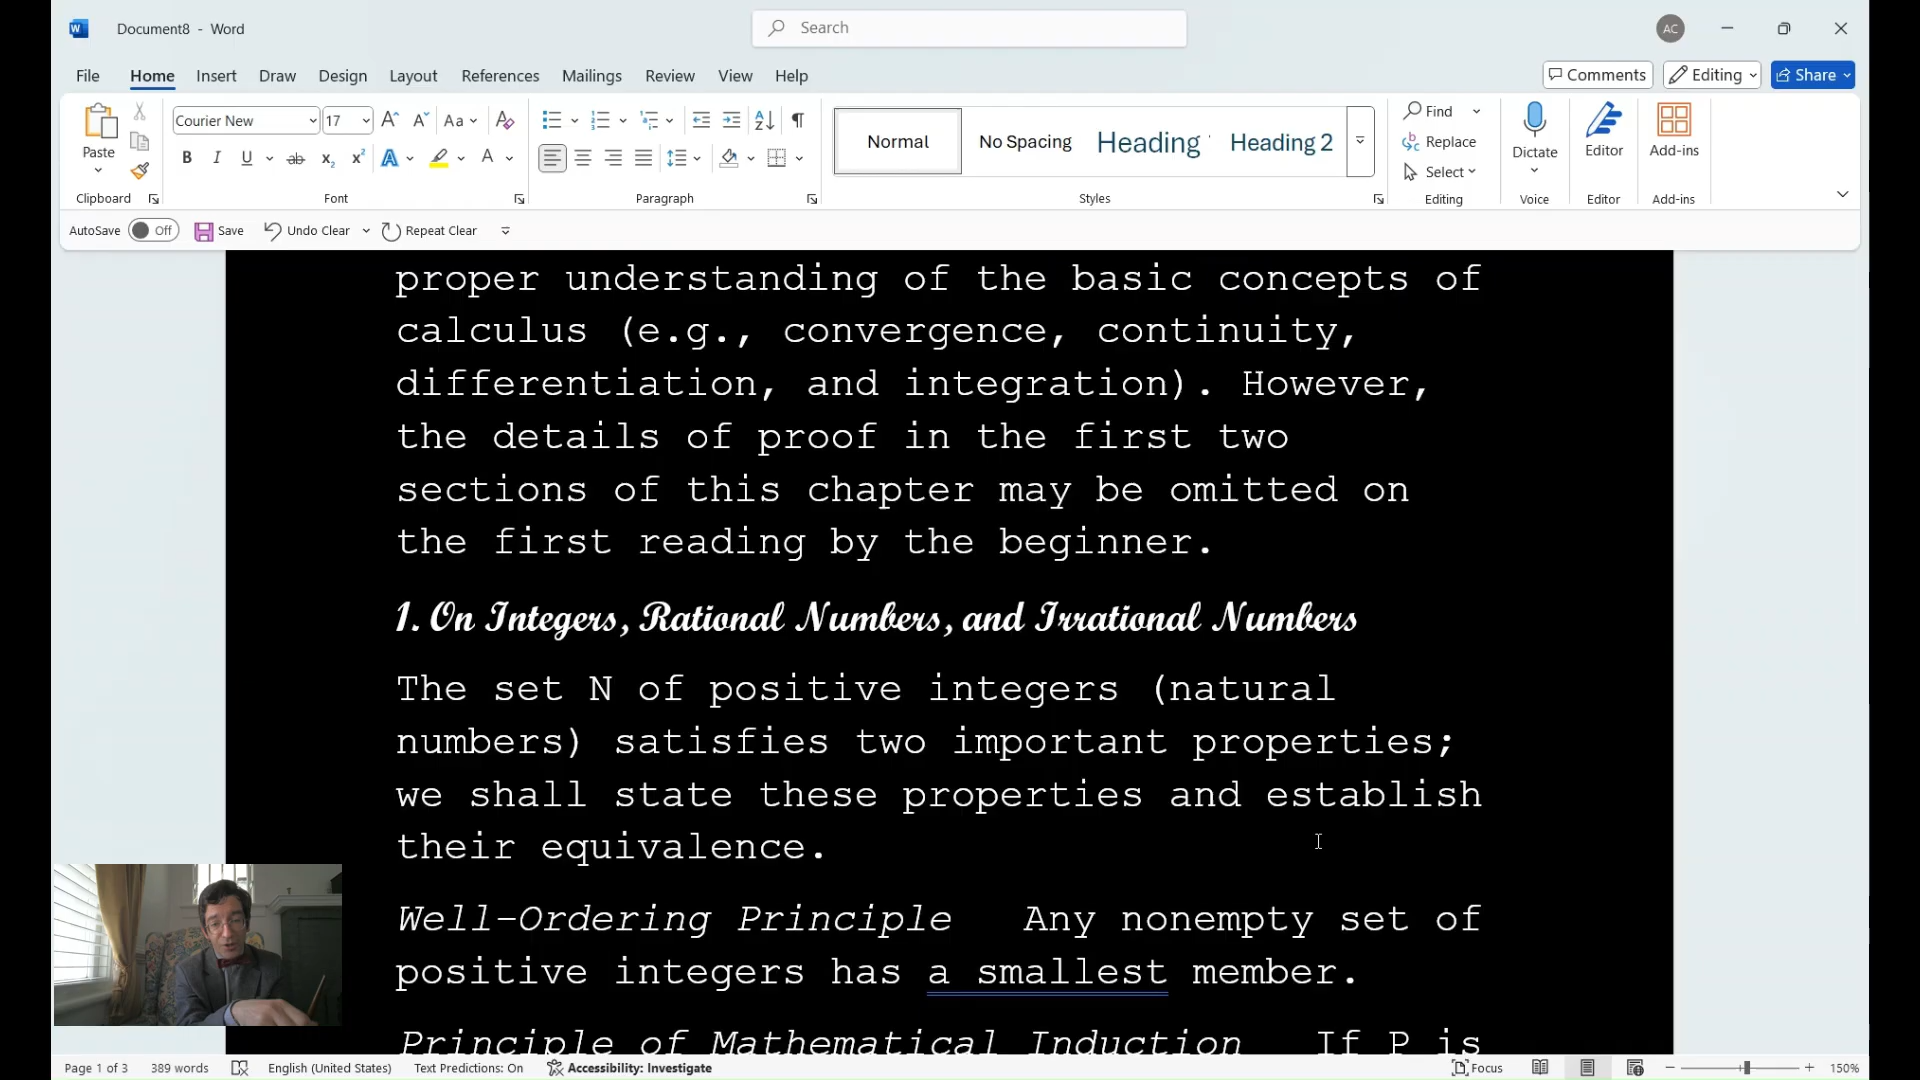 Document8 - Word
Search
AC
File Home Insert Draw Design Layout References Mailings Review View Help
Comments Editing Share
Paste
Courier New 17
Aa
B I U ab x₂ x² A A
Normal No Spacing Heading Heading 2
Find
Replace
Select
Dictate
Editor
Add-ins
Clipboard Font Paragraph Styles Editing Voice Editor Add-ins
AutoSave Off Save Undo Clear Repeat Clear
proper understanding of the basic concepts of
calculus (e.g., convergence, continuity,
differentiation, and integration). However,
the details of proof in the first two
sections of this chapter may be omitted on
the first reading by the beginner.
1. On Integers, Rational Numbers, and Irrational Numbers
The set N of positive integers (natural
numbers) satisfies two important properties;
we shall state these properties and establish
their equivalence.
Well-Ordering Principle Any nonempty set of
positive integers has a smallest member.
Principle of Mathematical Induction If P is
Page 1 of 3 389 words English (United States) Text Predictions: On Accessibility: Investigate Focus 150%